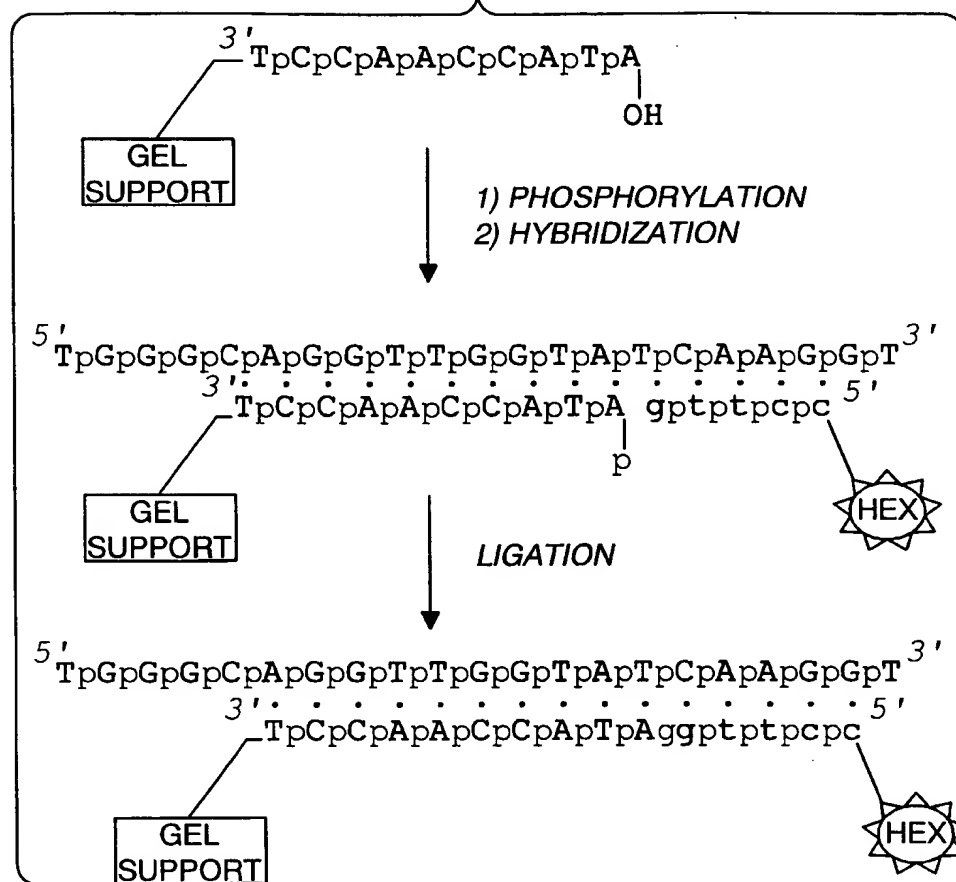 3' TpCpCpApApCpCpApTpA
OH
GEL
SUPPORT
1) PHOSPHORYLATION
2) HYBRIDIZATION
5' TpGpGpGpCpApGpGpTpTpGpGpTpApTpCpApApGpGpT 3'
3' TpCpCpApApCpCpApTpA gptptpcpc 5'
p
GEL
SUPPORT
HEX
LIGATION
5' TpGpGpGpCpApGpGpTpTpGpGpTpApTpCpApApGpGpT 3'
3' TpCpCpApApCpCpApTpAggptptpcpc 5'
GEL
SUPPORT
HEX